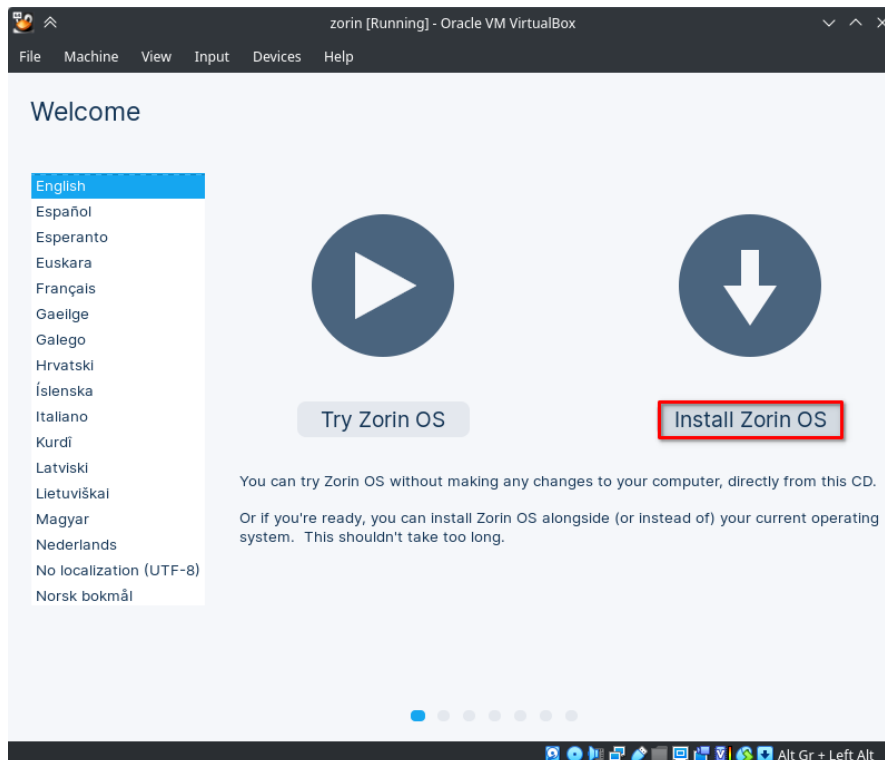 zorin [Running] - Oracle VM VirtualBox
File Machine View Input Devices Help
Welcome
English
Español
Esperanto
Euskara
Français
Gaeilge
Galego
Hrvatski
Íslenska
Italiano
Kurdî
Latviski
Lietuviškai
Magyar
Nederlands
No localization (UTF-8)
Norsk bokmål
Try Zorin OS
Install Zorin OS
You can try Zorin OS without making any changes to your computer, directly from this CD.
Or if you're ready, you can install Zorin OS alongside (or instead of) your current operating
system.  This shouldn't take too long.
Alt Gr + Left Alt